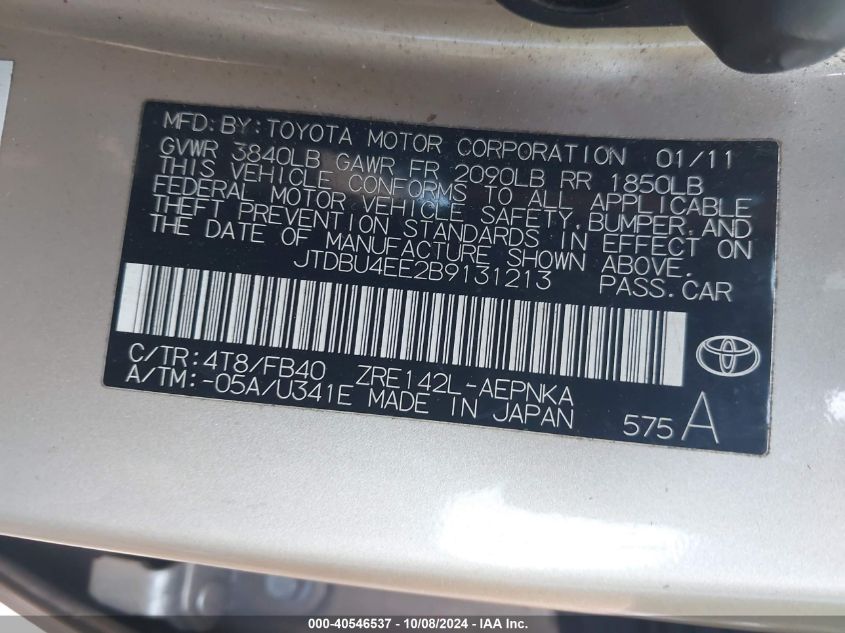 MFD. BY: TOYOTA MOTOR CORPORATION 01/11
GVWR 3840LB GAWR FR 2090LB RR 1850LB
THIS VEHICLE CONFORMS TO ALL APPLICABLE
FEDERAL MOTOR VEHICLE SAFETY, BUMPER, AND
THEFT PREVENTION STANDARDS IN EFFECT ON
THE DATE OF MANUFACTURE SHOWN ABOVE.
JTDBU4EE2B9131213 PASS. CAR
C/TR: 4T8/FB40 ZRE142L-AEPNKA
A/TM: -05A/U341E MADE IN JAPAN
575 A
000-40546537 - 10/08/2024 - IAA Inc.